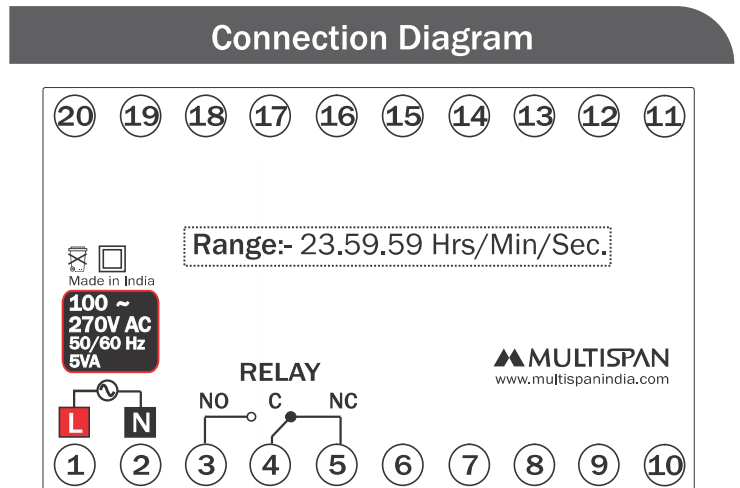 Connection Diagram
20 19 18 17 16 15 14 13 12 11
Range:- 23.59.59 Hrs/Min/Sec.
Made in India
100 ~
270V AC
50/60 Hz
5VA
MULTISPAN
www.multispanindia.com
RELAY
NO C NC
L N
1 2 3 4 5 6 7 8 9 10